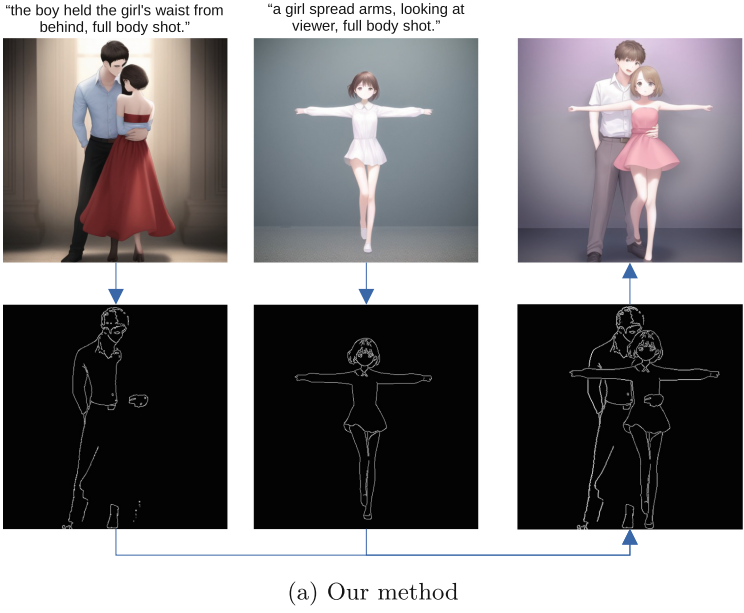 “the boy held the girl's waist from
behind, full body shot.”
“a girl spread arms, looking at
viewer, full body shot.”
(a) Our method